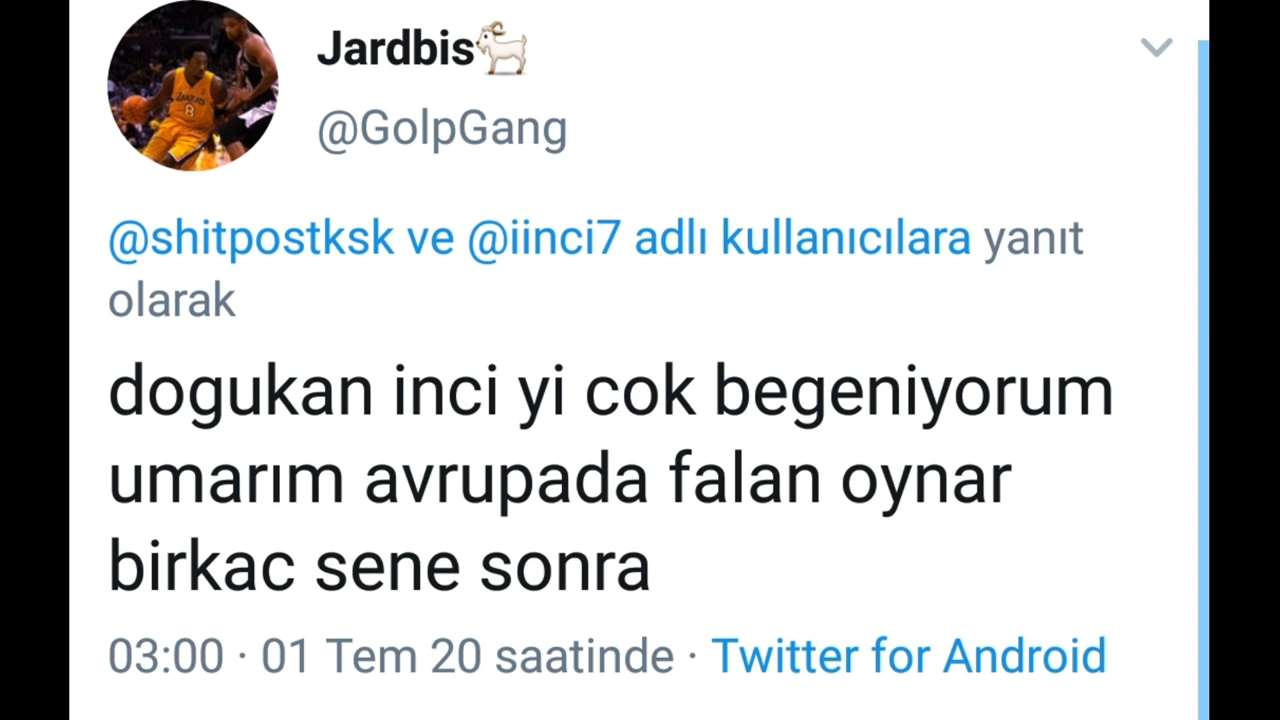 Jardbis🐐
@GolpGang
@shitpostksk ve @iinci7 adlı kullanıcılara yanıt
olarak
dogukan inci yi cok begeniyorum
umarım avrupada falan oynar
birkac sene sonra
03:00 · 01 Tem 20 saatinde · Twitter for Android